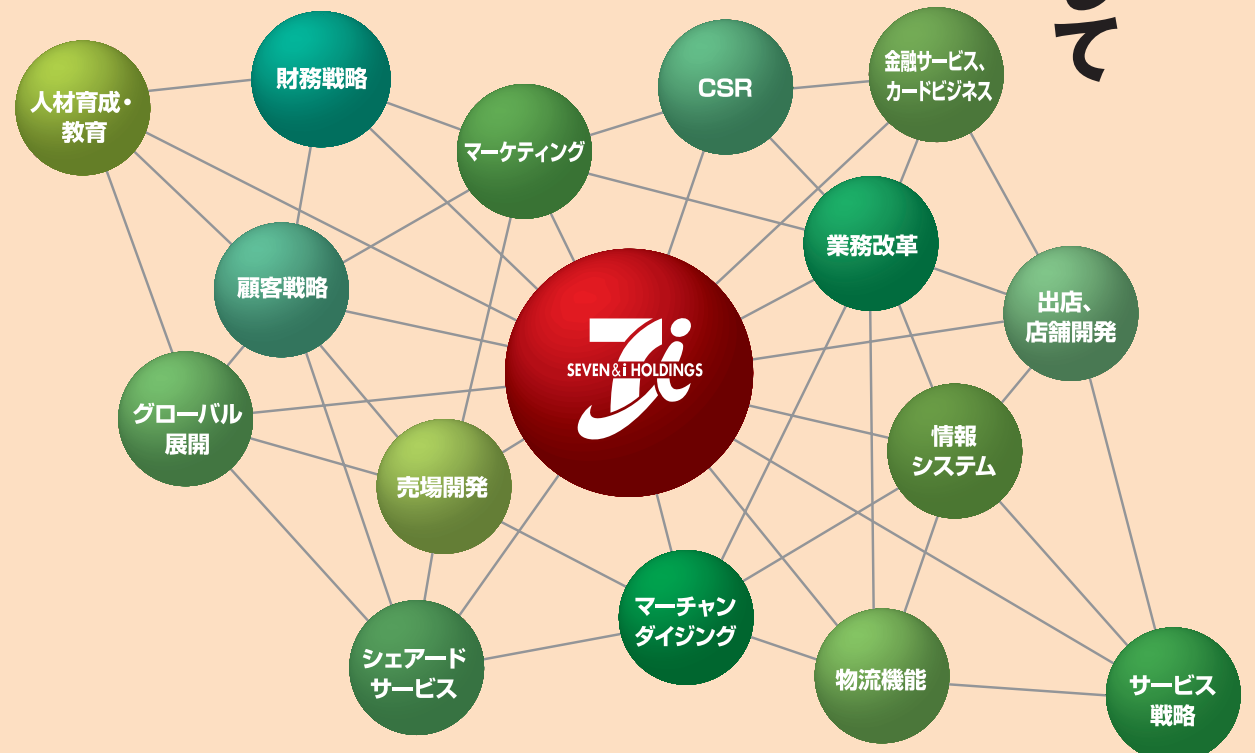 って
人材育成・
教育
財務戦略
マーケティング
CSR
金融サービス、
カードビジネス
顧客戦略
業務改革
出店、
店舗開発
SEVEN&i HOLDINGS
グローバル
展開
売場開発
情報
システム
シェアード
サービス
マーチャン
ダイジング
物流機能
サービス
戦略